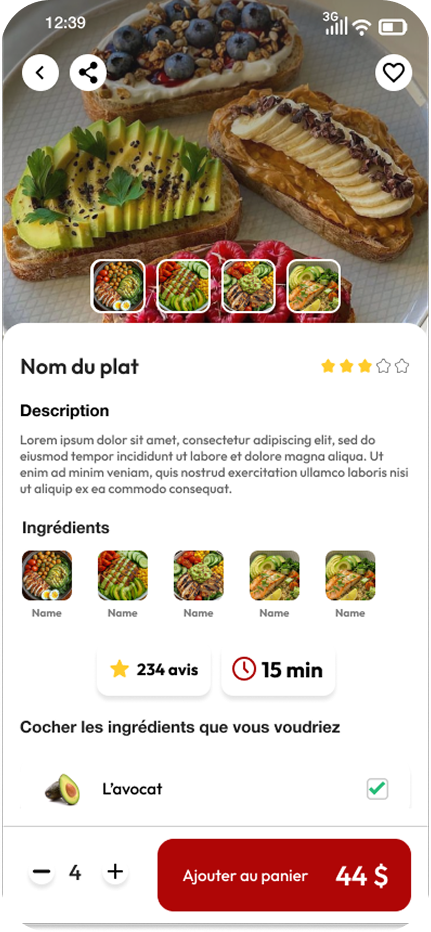 12:39
3G
Nom du plat
Description
Lorem ipsum dolor sit amet, consectetur adipiscing elit, sed do
eiusmod tempor incididunt ut labore et dolore magna aliqua. Ut
enim ad minim veniam, quis nostrud exercitation ullamco laboris nisi
ut aliquip ex ea commodo consequat.
Ingrédients
Name Name Name Name Name
234 avis 15 min
Cocher les ingrédients que vous voudriez
L'avocat
4 Ajouter au panier 44 $